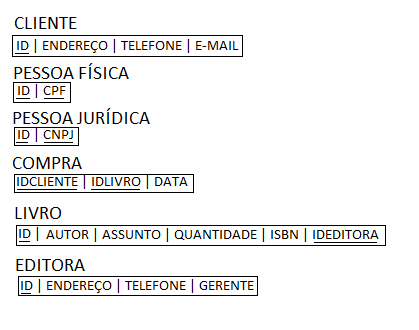 CLIENTE
ID | ENDEREÇO | TELEFONE | E-MAIL
PESSOA FÍSICA
ID | CPF
PESSOA JURÍDICA
ID | CNPJ
COMPRA
IDCLIENTE | IDLIVRO | DATA
LIVRO
ID | AUTOR | ASSUNTO | QUANTIDADE | ISBN | IDEDITORA
EDITORA
ID | ENDEREÇO | TELEFONE | GERENTE